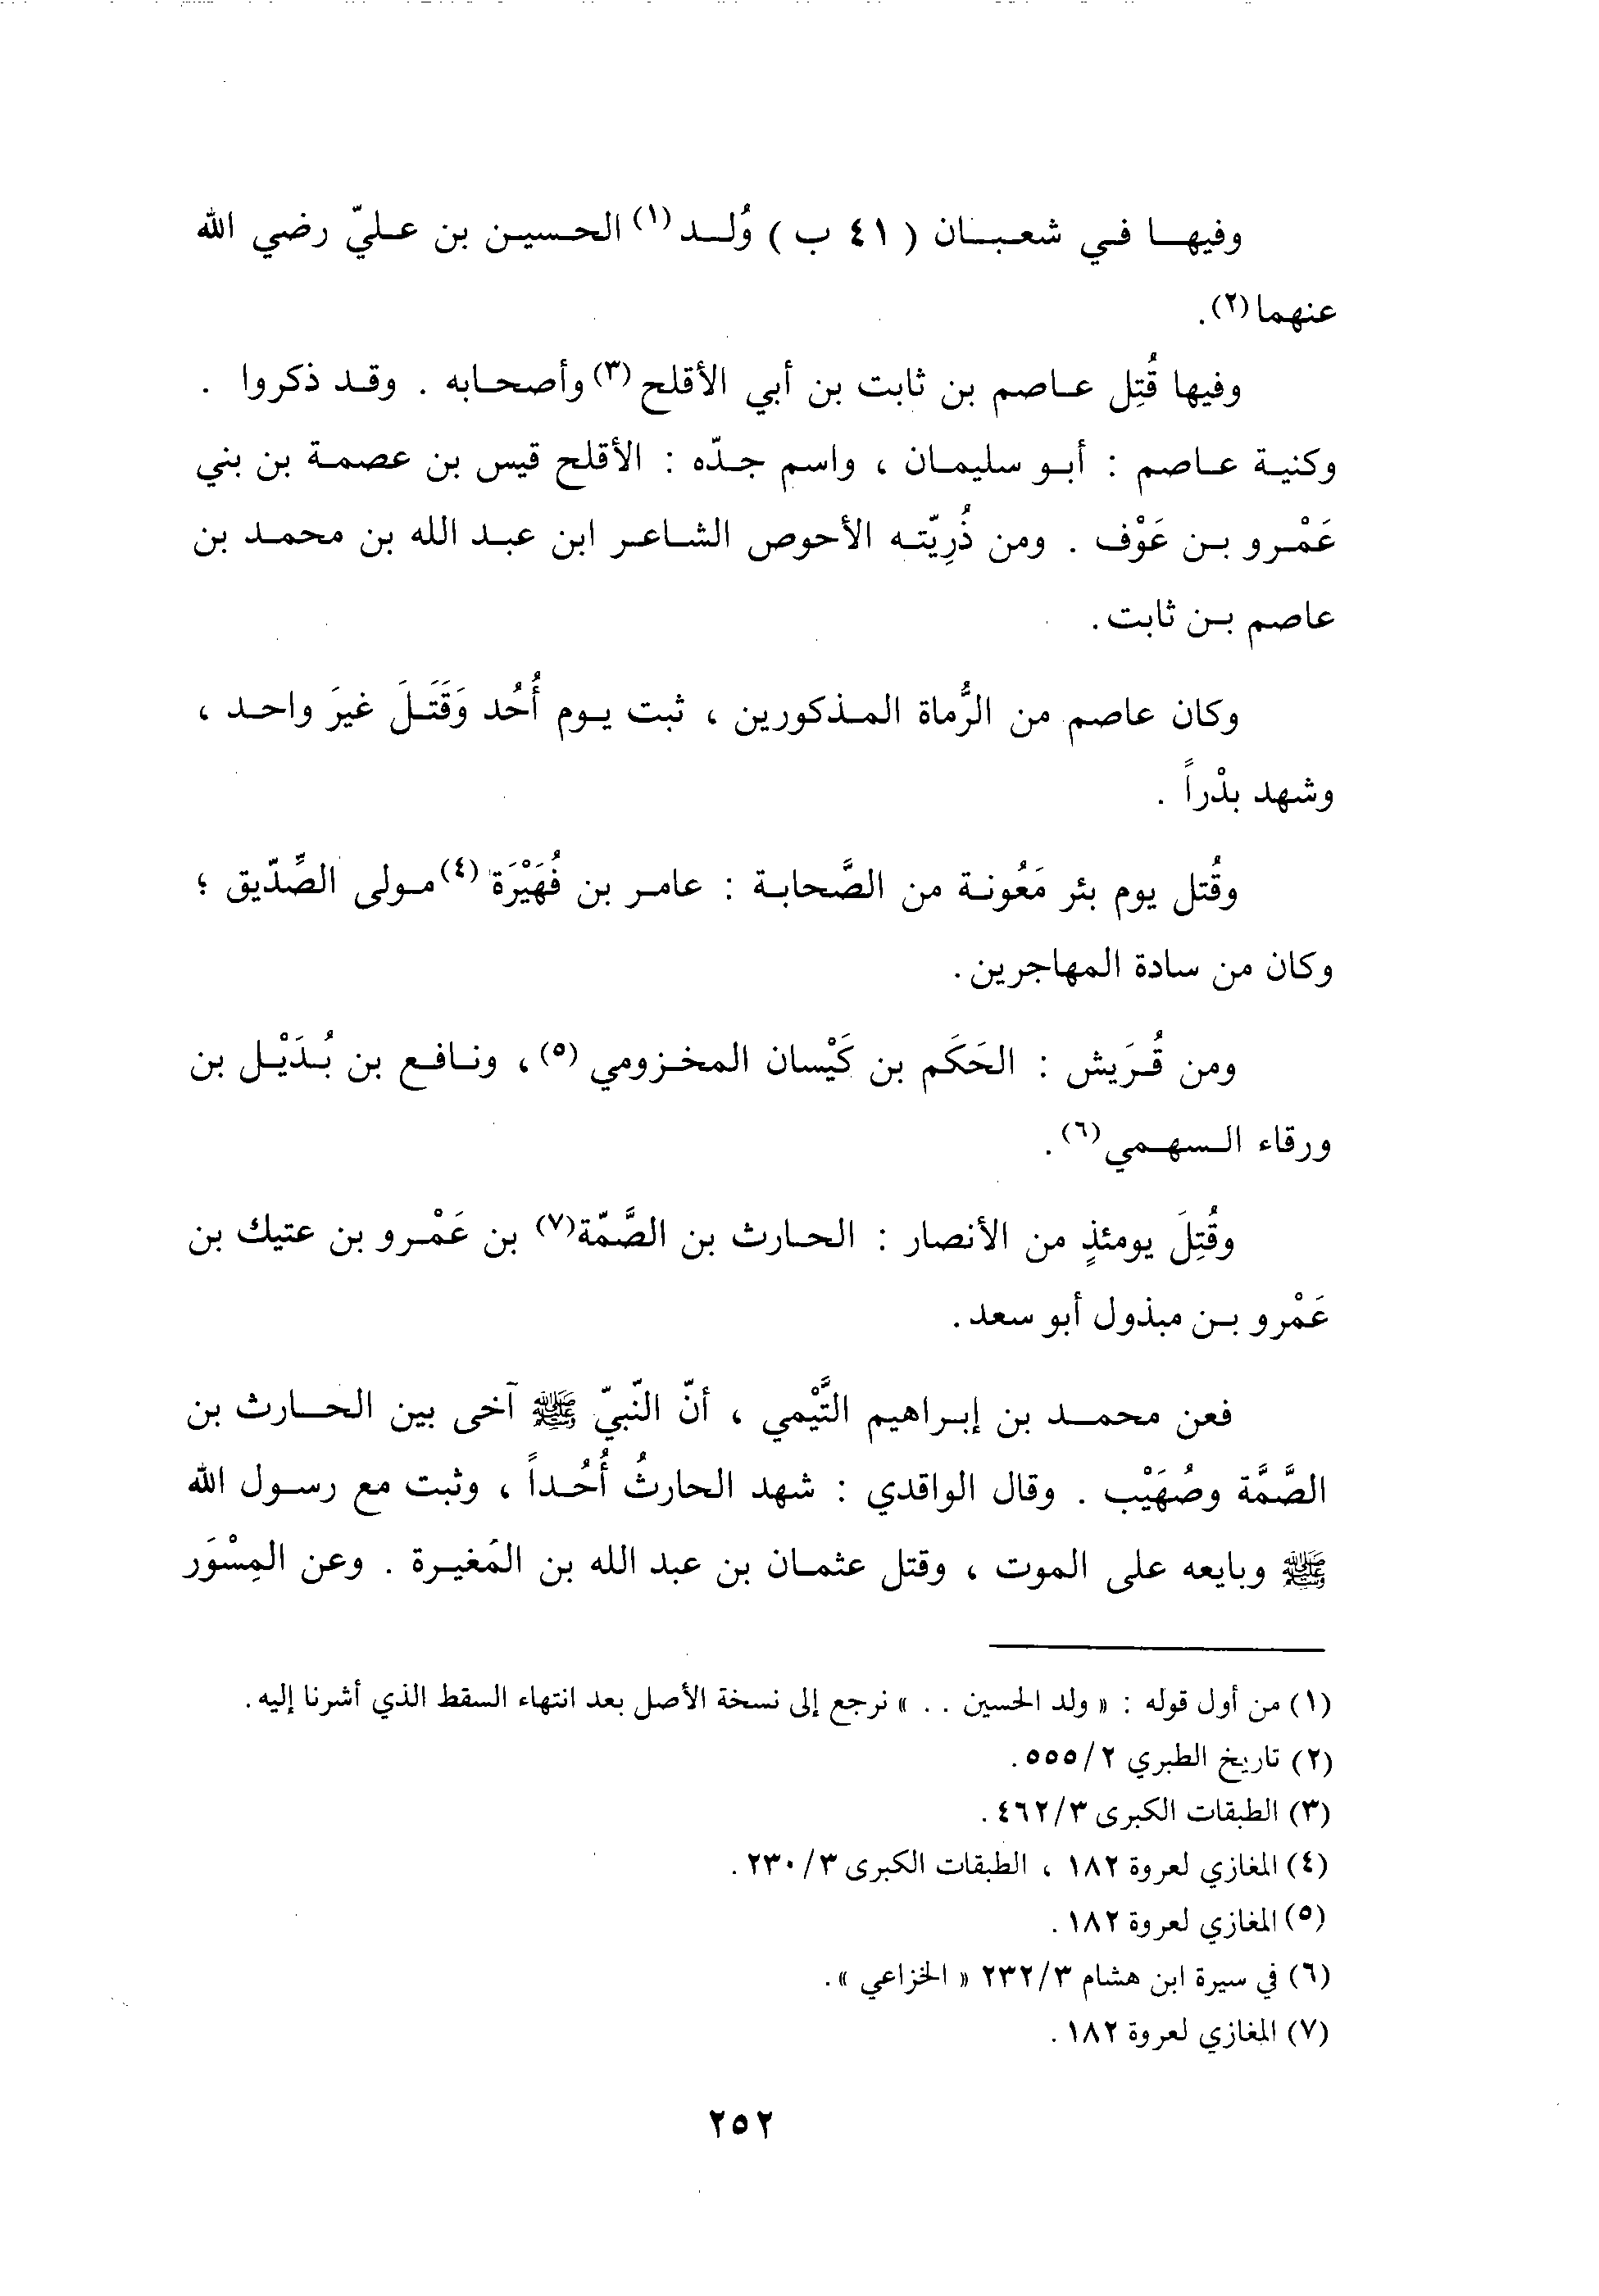 وفيها في شعبان ( ٤١ ب ) وُلد(١) الحسين بن عليّ رضي الله
عنهما(٢).
وفيها قُتِل عاصم بن ثابت بن أبي الأقلح(٣) وأصحابه . وقد ذكروا .
وكنية عاصم : أبو سليمان ، واسم جدّه : الأقلح قيس بن عصمة بن بني
عَمْرو بن عَوْف . ومن ذُرِيّته الأحوص الشاعر ابن عبد الله بن محمد بن
عاصم بن ثابت.
وكان عاصم من الرُّماة المذكورين ، ثبت يوم أُحُد وَقَتَلَ غيرَ واحد ،
وشهد بدْراً .
وقُتل يوم بئر مَعُونة من الصَّحابة : عامر بن فُهَيْرَة(٤) مولى الصِّدّيق ؛
وكان من سادة المهاجرين.
ومن قُرَيش : الحَكَم بن كَيْسان المخزومي(٥) ، ونافع بن بُدَيْل بن
ورقاء السهمي(٦).
وقُتِلَ يومئذٍ من الأنصار : الحارث بن الصَّمّة(٧) بن عَمْرو بن عتيك بن
عَمْرو بن مبذول أبو سعد.
فعن محمد بن إبراهيم التَّيْمي ، أنّ النّبيّ ﷺ آخى بين الحارث بن
الصَّمَّة وصُهَيْب . وقال الواقدي : شهد الحارثُ أُحُداً ، وثبت مع رسول الله
ﷺ وبايعه على الموت ، وقتل عثمان بن عبد الله بن المُغيرة . وعن المِسْوَر
(١) من أول قوله : « ولد الحسين . . » نرجع إلى نسخة الأصل بعد انتهاء السقط الذي أشرنا إليه.
(٢) تاريخ الطبري ٢/ ٥٥٥.
(٣) الطبقات الكبرى ٣/ ٤٦٢.
(٤) المغازي لعروة ١٨٢ ، الطبقات الكبرى ٣/ ٢٣٠.
(٥) المغازي لعروة ١٨٢.
(٦) في سيرة ابن هشام ٣/ ٢٣٢ « الخزاعي ».
(٧) المغازي لعروة ١٨٢.
٢٥٢